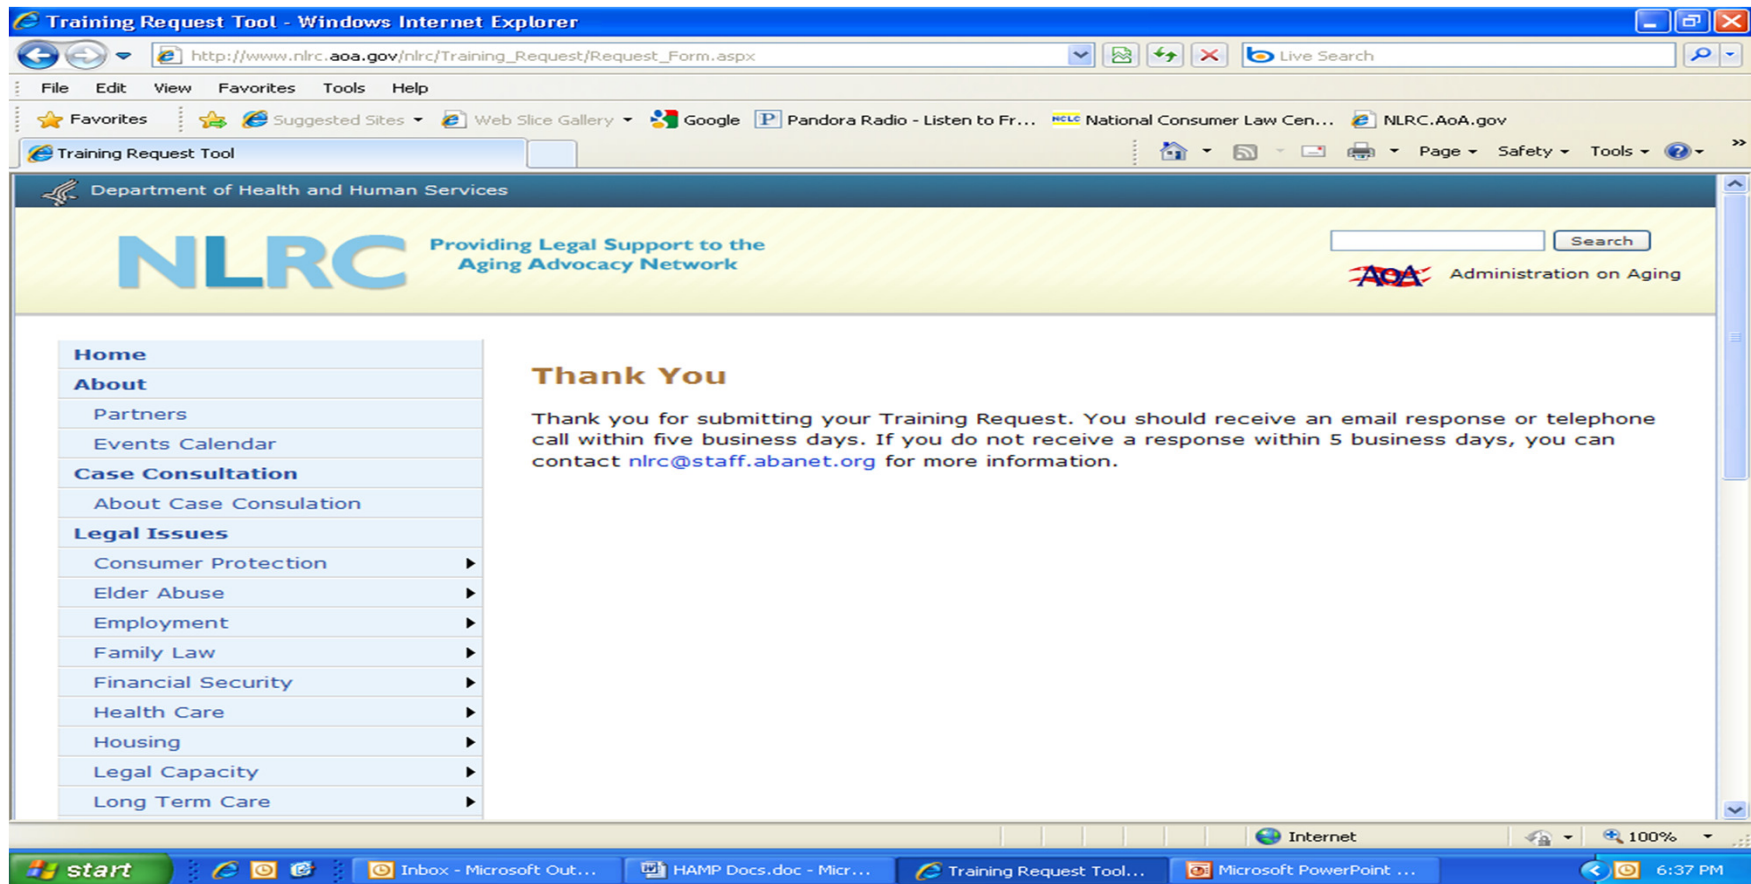 Training Request Tool - Windows Internet Explorer
http://www.nlrc.aoa.gov/nlrc/Training_Request/Request_Form.aspx
Live Search
File Edit View Favorites Tools Help
Favorites Suggested Sites Web Slice Gallery Google Pandora Radio - Listen to Fr... National Consumer Law Cen... NLRC.AoA.gov
Training Request Tool
Page Safety Tools
Department of Health and Human Services
NLRC
Providing Legal Support to the
Aging Advocacy Network
Search
AOA Administration on Aging
Home
About
Partners
Events Calendar
Case Consultation
About Case Consulation
Legal Issues
Consumer Protection
Elder Abuse
Employment
Family Law
Financial Security
Health Care
Housing
Legal Capacity
Long Term Care
Thank You
Thank you for submitting your Training Request. You should receive an email response or telephone
call within five business days. If you do not receive a response within 5 business days, you can
contact nlrc@staff.abanet.org for more information.
Internet
100%
start
Inbox - Microsoft Out...
HAMP Docs.doc - Micr...
Training Request Tool...
Microsoft PowerPoint ...
6:37 PM